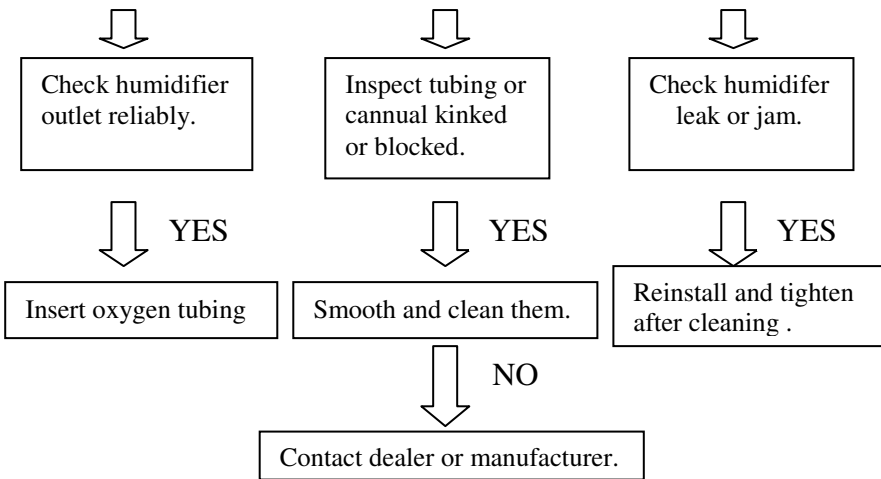 Check humidifier
outlet reliably.
Inspect tubing or
cannual kinked
or blocked.
Check humidifer
leak or jam.
YES
YES
YES
Insert oxygen tubing
Smooth and clean them.
Reinstall and tighten
after cleaning .
NO
Contact dealer or manufacturer.